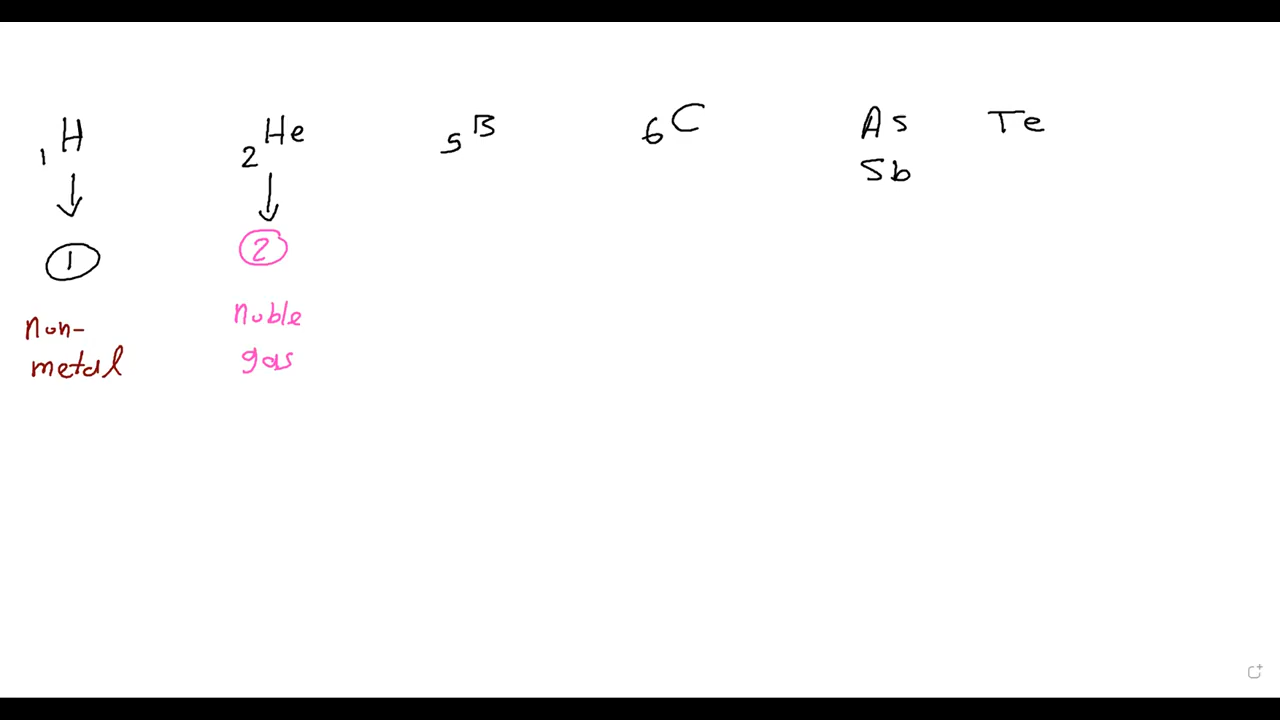 ₁H ₂He ₅B ₆C As Te
Sb
1 2
non-
metal
noble
gas